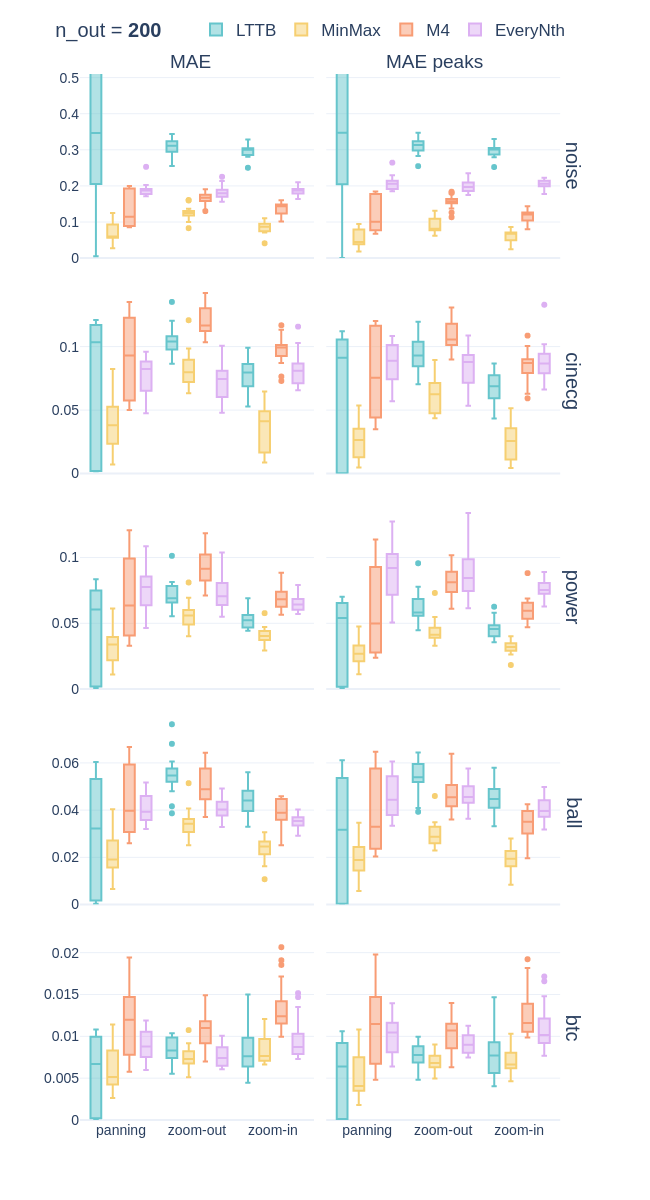 n_out = 200 LTTB MinMax M4 EveryNth
MAE MAE peaks
0.5
0.4
0.3
0.2
0.1
0
noise
0.1
0.05
0
cinecg
0.1
0.05
0
power
0.06
0.04
0.02
0
ball
0.02
0.015
0.01
0.005
0
btc
panning zoom-out zoom-in panning zoom-out zoom-in